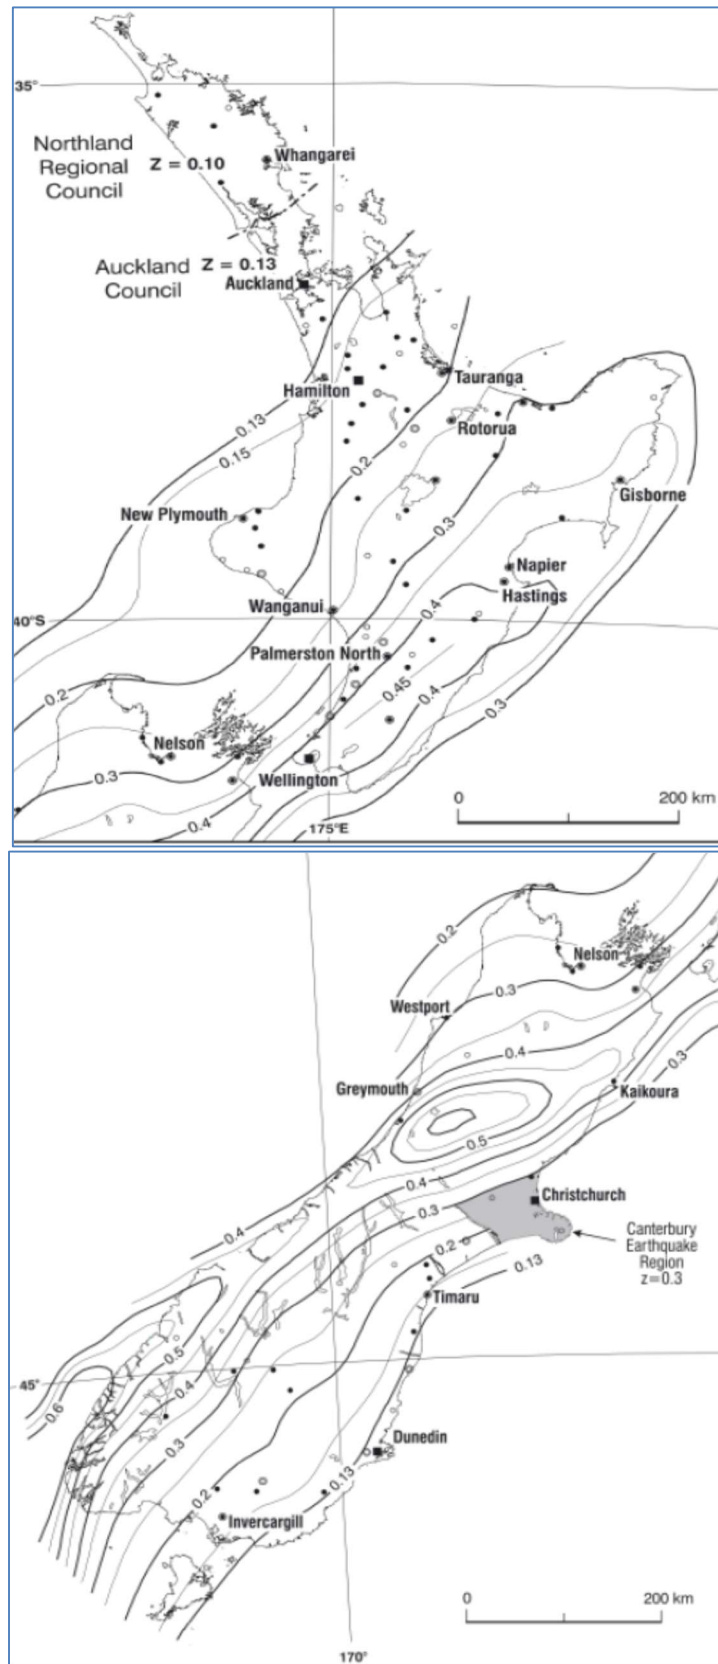 35°
Northland
Regional
Council
Z = 0.10
Whangarei
Auckland
Council
Z = 0.13
Auckland
Tauranga
Hamilton
0.13
Rotorua
0.15
0.2
Gisborne
New Plymouth
0.3
Napier
Hastings
0.4
Wanganui
40°S
Palmerston North
0.45
0.4
0.2
0.3
Nelson
0.3
Wellington
0.4
175°E
0
200 km
0.2
Nelson
0.3
Westport
0.4
0.3
Greymouth
Kaikoura
0.5
0.4
Christchurch
0.3
Canterbury
Earthquake
Region
z=0.3
0.4
0.2
0.13
Timaru
0.5
45°
0.4
0.6
0.3
Dunedin
0.13
0.2
Invercargill
0
200 km
170°